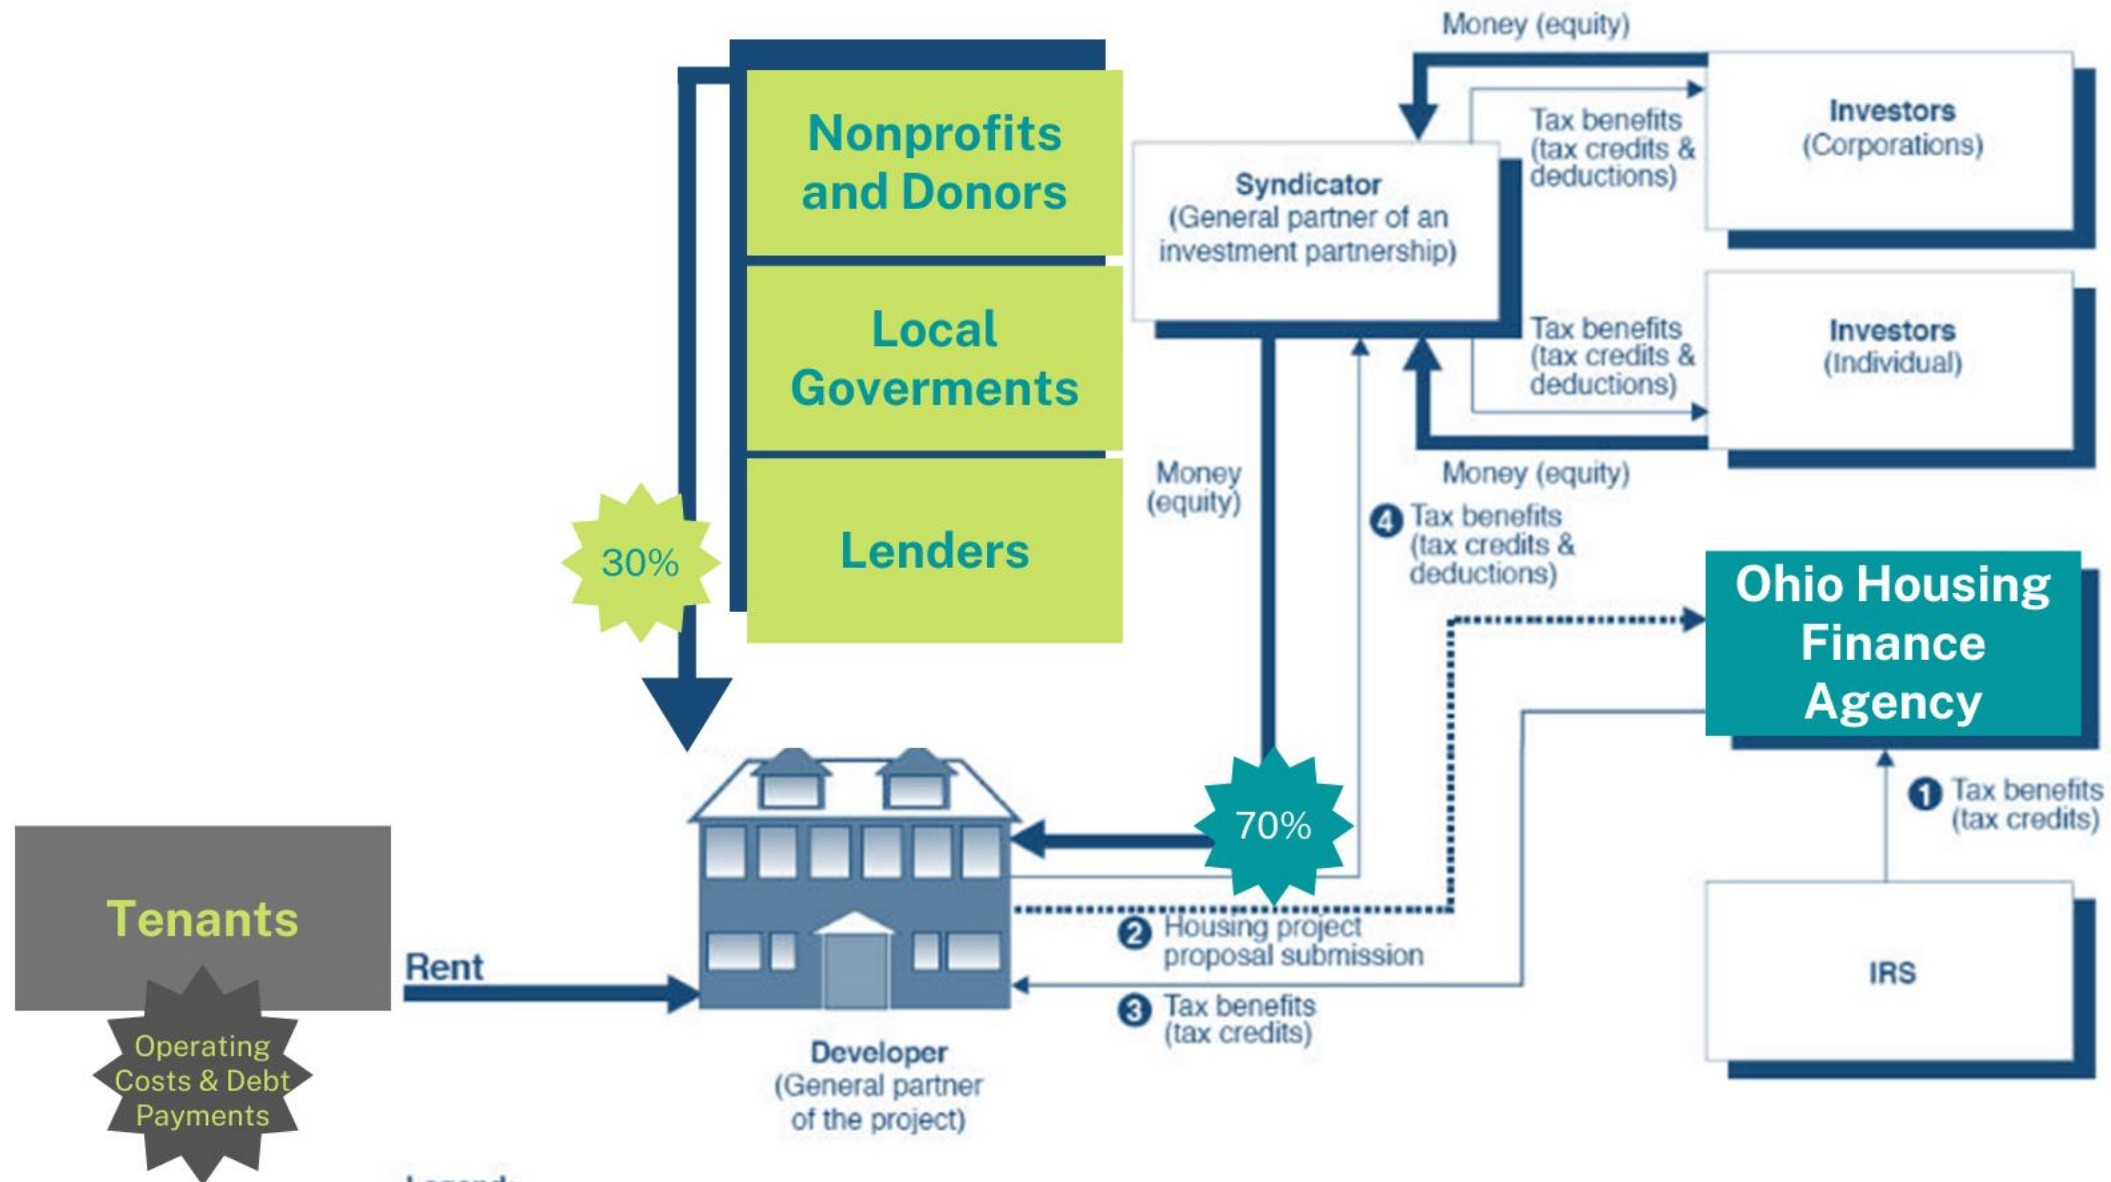 Money (equity)
Nonprofits
and Donors
Investors
(Corporations)
Tax benefits
(tax credits &
deductions)
Syndicator
(General partner of an
investment partnership)
Local
Goverments
Tax benefits
(tax credits &
deductions)
Investors
(Individual)
Money
(equity)
Money (equity)
4 Tax benefits
(tax credits &
deductions)
Lenders
30%
Ohio Housing
Finance
Agency
70%
1 Tax benefits
(tax credits)
Tenants
Rent
2 Housing project
proposal submission
IRS
3 Tax benefits
(tax credits)
Operating
Costs & Debt
Payments
Developer
(General partner
of the project)